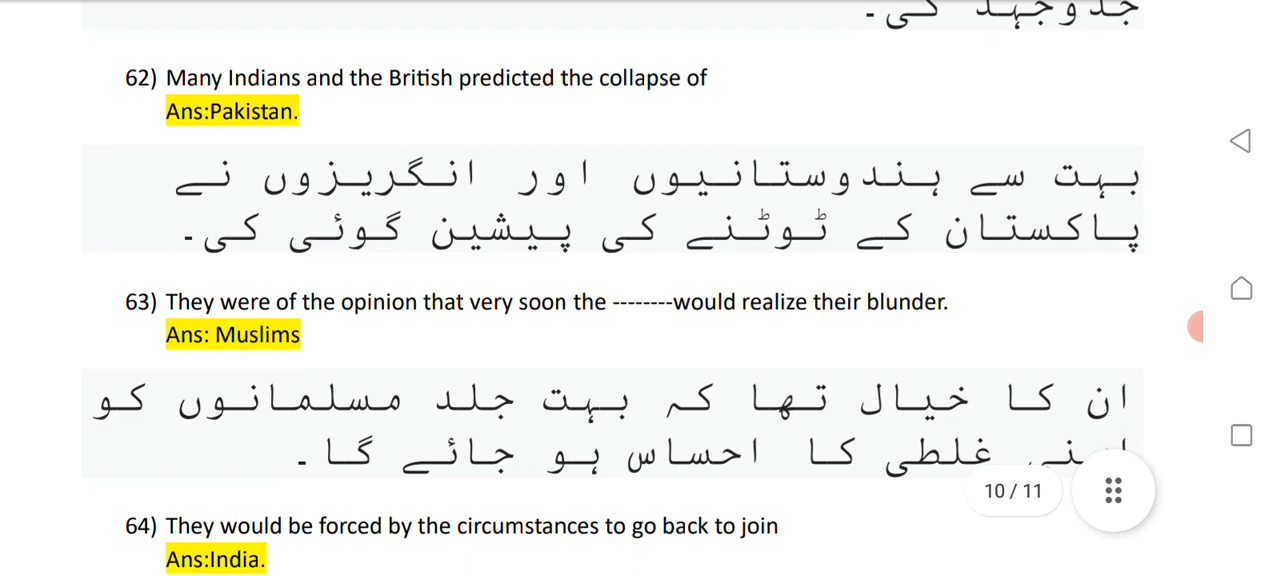 جدوجہد کی۔
62) Many Indians and the British predicted the collapse of
Ans:Pakistan.
بہت سے ہندوستانیوں اور انگریزوں نے
پاکستان کے ٹوٹنے کی پیشین گوئی کی۔
63) They were of the opinion that very soon the --------would realize their blunder.
Ans: Muslims
ان کا خیال تھا کہ بہت جلد مسلمانوں کو
اپنی غلطی کا احساس ہو جائے گا۔
10 / 11
64) They would be forced by the circumstances to go back to join
Ans:India.